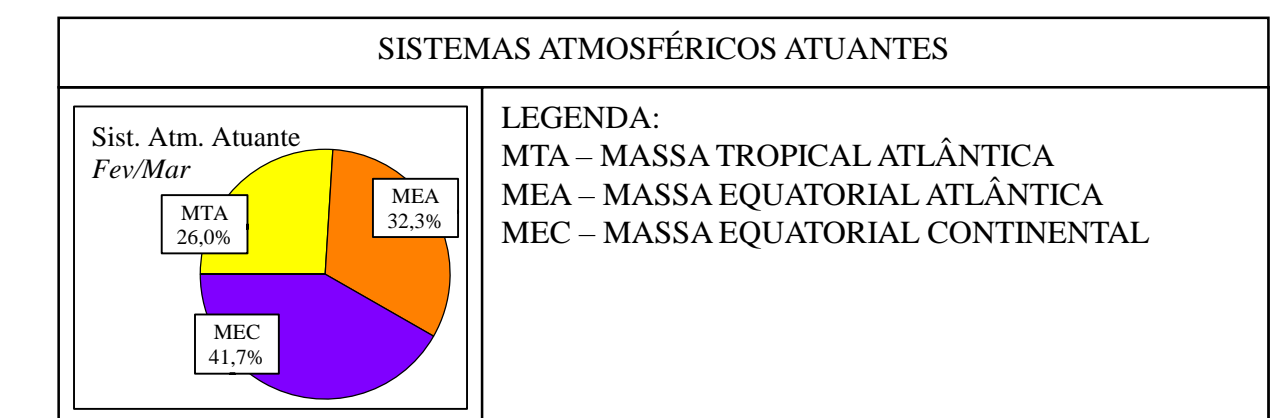 SISTEMAS ATMOSFÉRICOS ATUANTES
Sist. Atm. Atuante
Fev/Mar
MTA
26,0%
MEA
32,3%
MEC
41,7%
LEGENDA:
MTA – MASSA TROPICAL ATLÂNTICA
MEA – MASSA EQUATORIAL ATLÂNTICA
MEC – MASSA EQUATORIAL CONTINENTAL